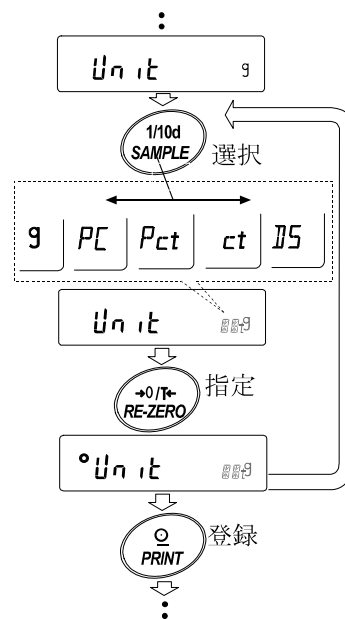 Unit g
1/10d
SAMPLE
選択
g PC Pct ct DS
Unit g
→0/T←
RE-ZERO
指定
°Unit g
PRINT
登録